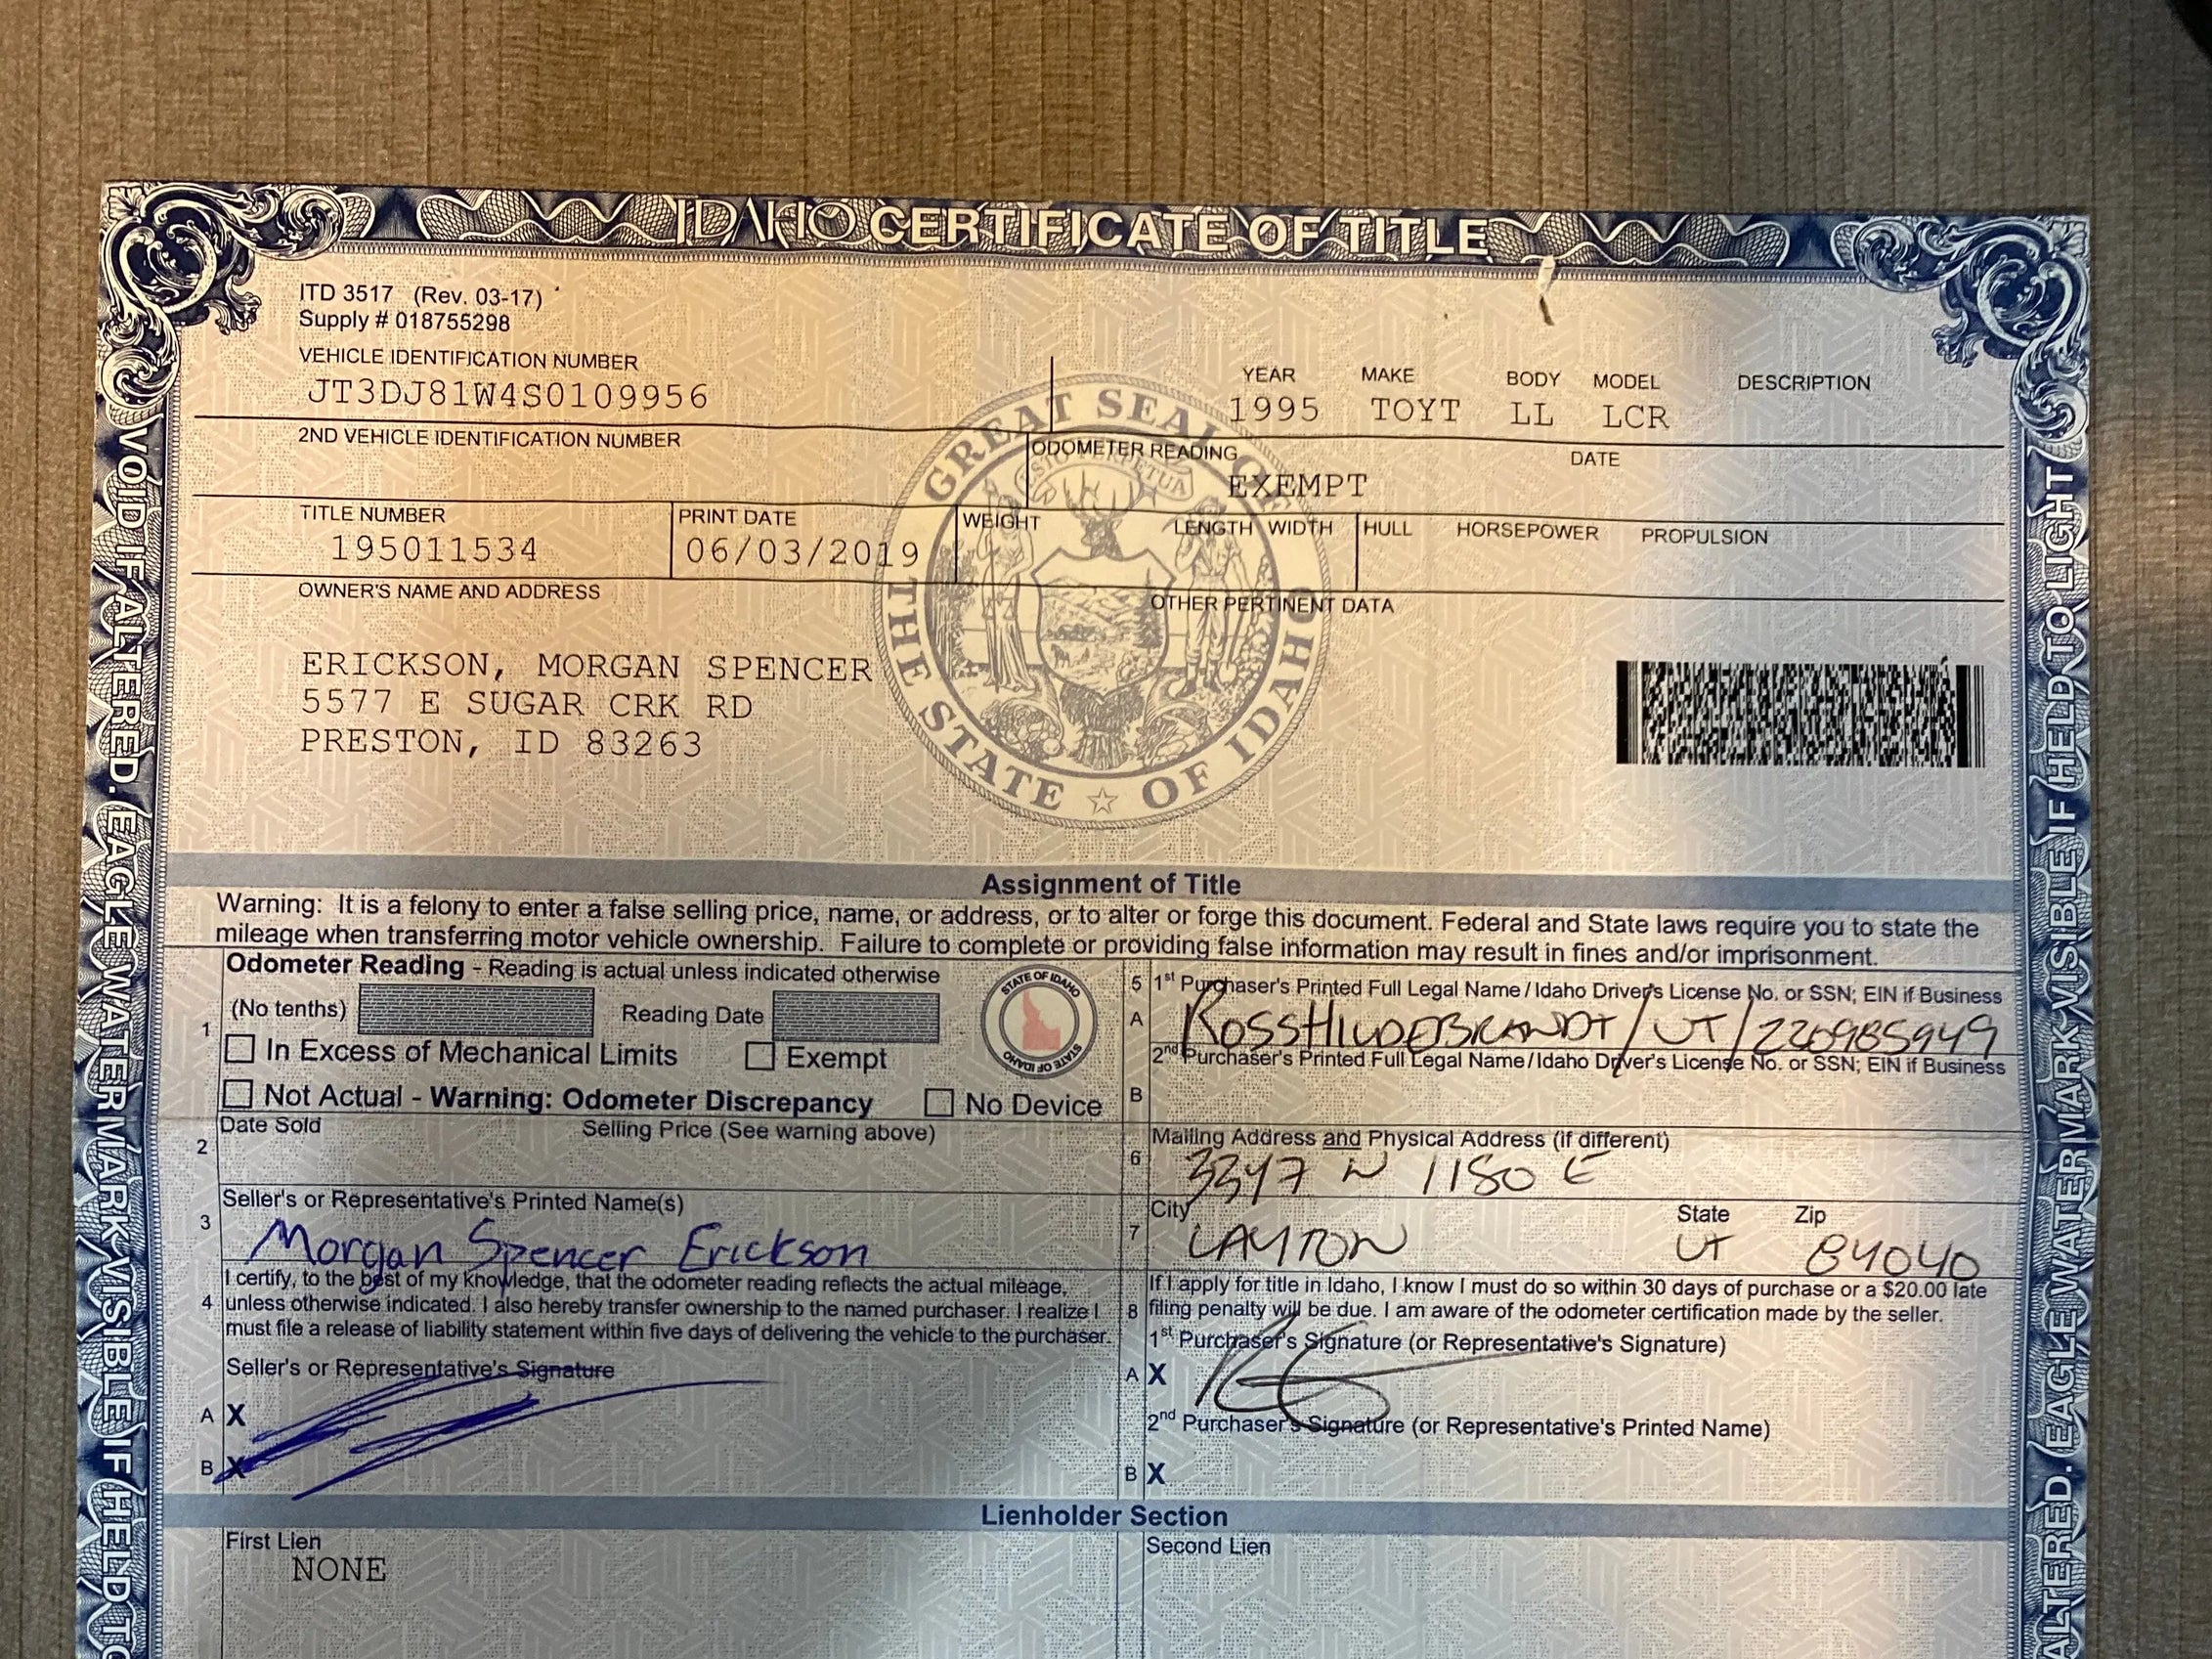 IDAHO CERTIFICATE OF TITLE
ITD 3517 (Rev. 03-17)
Supply # 018755298
VEHICLE IDENTIFICATION NUMBER
JT3DJ81W4S0109956
YEAR MAKE BODY MODEL DESCRIPTION
1995 TOYT LL LCR
2ND VEHICLE IDENTIFICATION NUMBER
ODOMETER READING DATE
EXEMPT
TITLE NUMBER PRINT DATE WEIGHT LENGTH WIDTH HULL HORSEPOWER PROPULSION
195011534 06/03/2019
OWNER'S NAME AND ADDRESS
OTHER PERTINENT DATA
ERICKSON, MORGAN SPENCER
5577 E SUGAR CRK RD
PRESTON, ID 83263
GREAT SEAL OF THE STATE OF IDAHO
Assignment of Title
Warning: It is a felony to enter a false selling price, name, or address, or to alter or forge this document. Federal and State laws require you to state the
mileage when transferring motor vehicle ownership. Failure to complete or providing false information may result in fines and/or imprisonment.
Odometer Reading - Reading is actual unless indicated otherwise
1 (No tenths) Reading Date
In Excess of Mechanical Limits Exempt
Not Actual - Warning: Odometer Discrepancy No Device
STATE OF IDAHO
STATE OF IDAHO
2 Date Sold Selling Price (See warning above)
3 Seller's or Representative's Printed Name(s)
Morgan Spencer Erickson
4 I certify, to the best of my knowledge, that the odometer reading reflects the actual mileage,
unless otherwise indicated. I also hereby transfer ownership to the named purchaser. I realize I
must file a release of liability statement within five days of delivering the vehicle to the purchaser.
Seller's or Representative's Signature
A X
B X
5 1st Purchaser's Printed Full Legal Name / Idaho Driver's License No. or SSN; EIN if Business
A ROSS HILDEBRANDT / UT / 220985949
2nd Purchaser's Printed Full Legal Name / Idaho Driver's License No. or SSN; EIN if Business
B
6 Mailing Address and Physical Address (if different)
3347 N 1180 E
7 City State Zip
LAYTON UT 84040
8 If I apply for title in Idaho, I know I must do so within 30 days of purchase or a $20.00 late
filing penalty will be due. I am aware of the odometer certification made by the seller.
1st Purchaser's Signature (or Representative's Signature)
A X
2nd Purchaser's Signature (or Representative's Printed Name)
B X
Lienholder Section
First Lien Second Lien
NONE
VOID IF ALTERED. EAGLE WATERMARK VISIBLE IF HELD TO
ALTERED. EAGLE WATERMARK VISIBLE IF HELD TO LIGHT